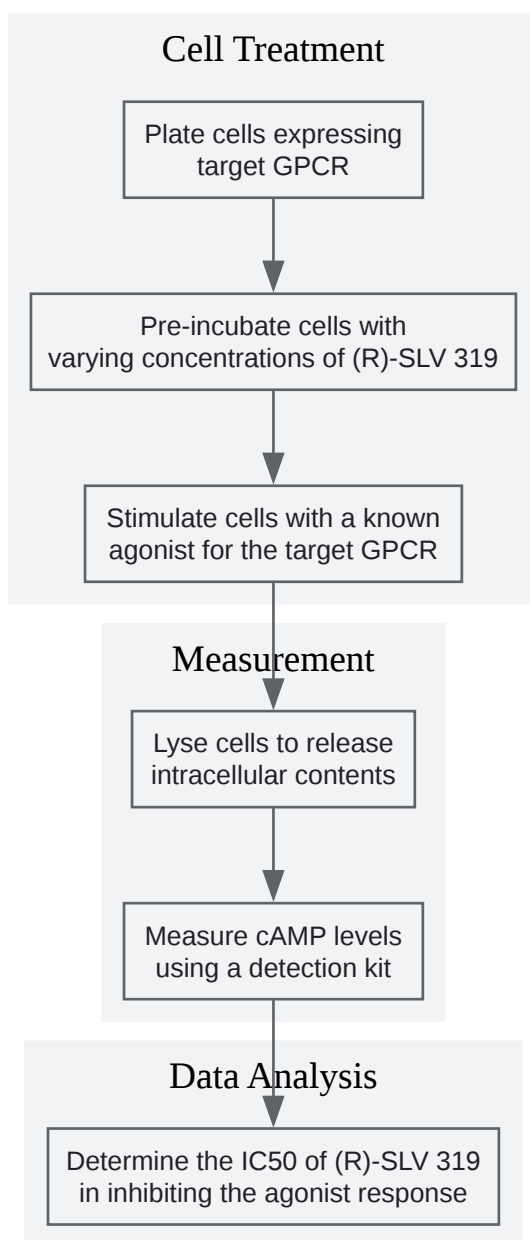 Cell Treatment
Plate cells expressing
target GPCR
Pre-incubate cells with
varying concentrations of (R)-SLV 319
Stimulate cells with a known
agonist for the target GPCR
Measurement
Lyse cells to release
intracellular contents
Measure cAMP levels
using a detection kit
Data Analysis
Determine the IC50 of (R)-SLV 319
in inhibiting the agonist response